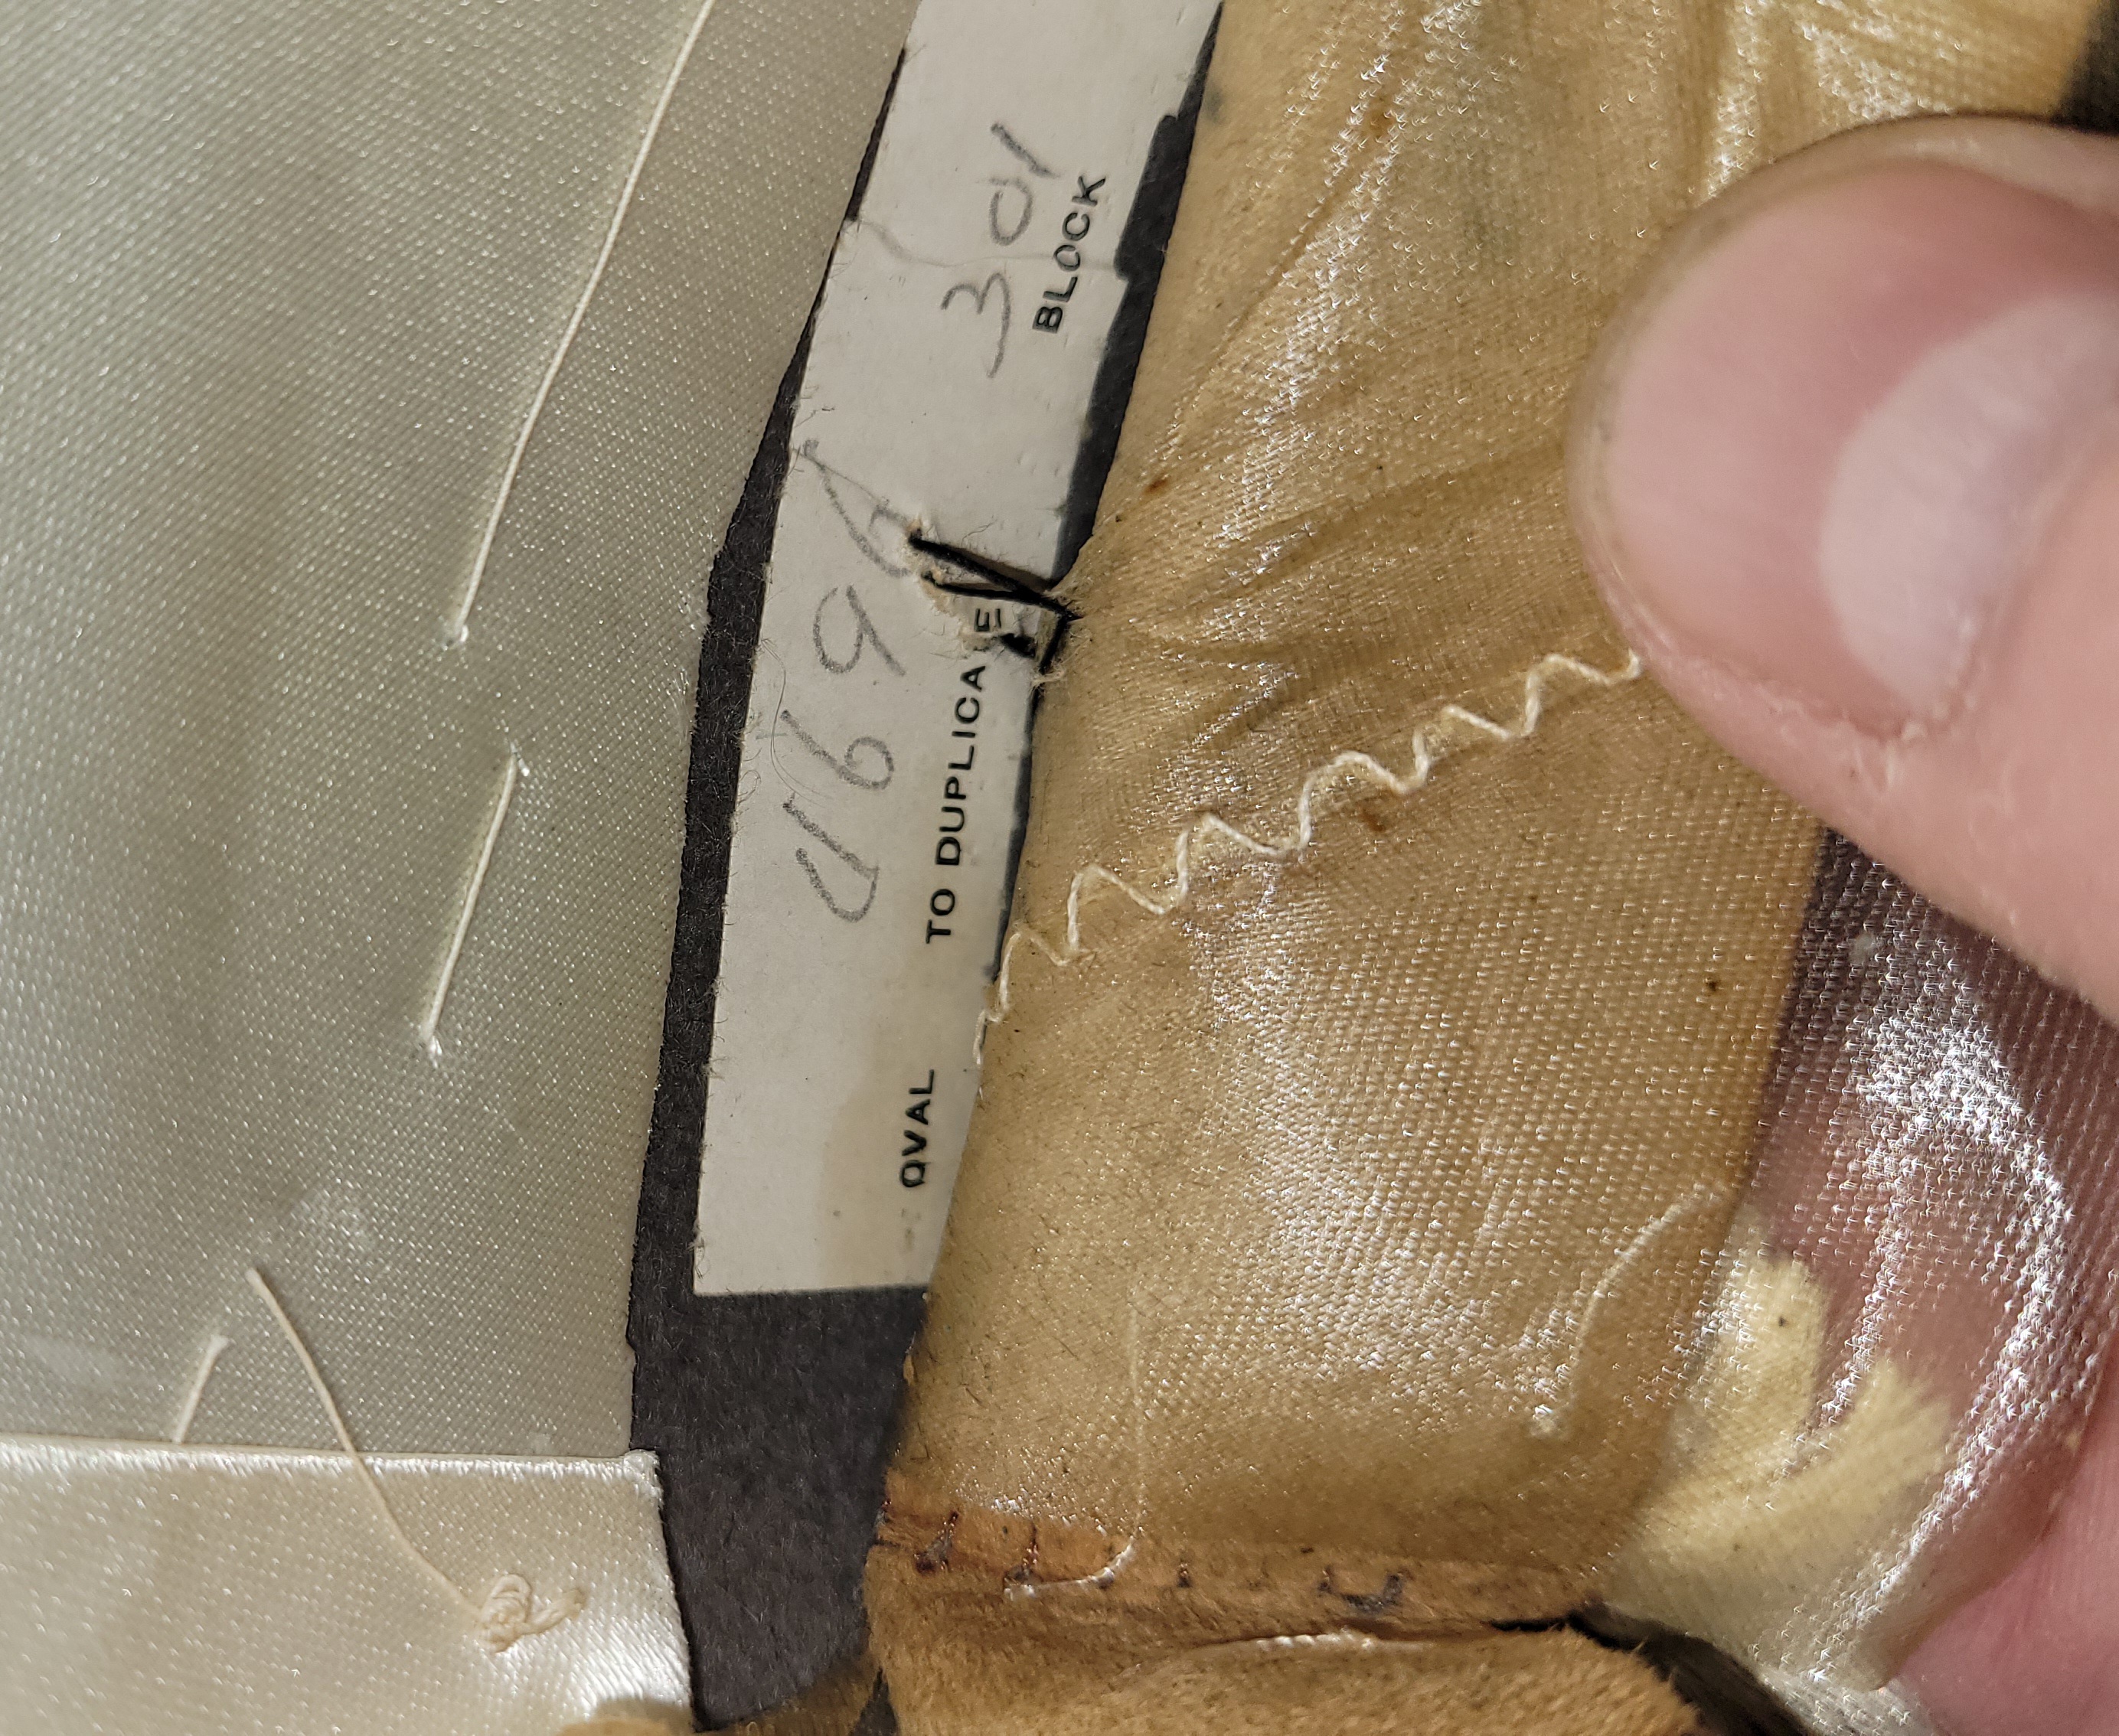 301
OVAL TO DUPLICATE BLOCK